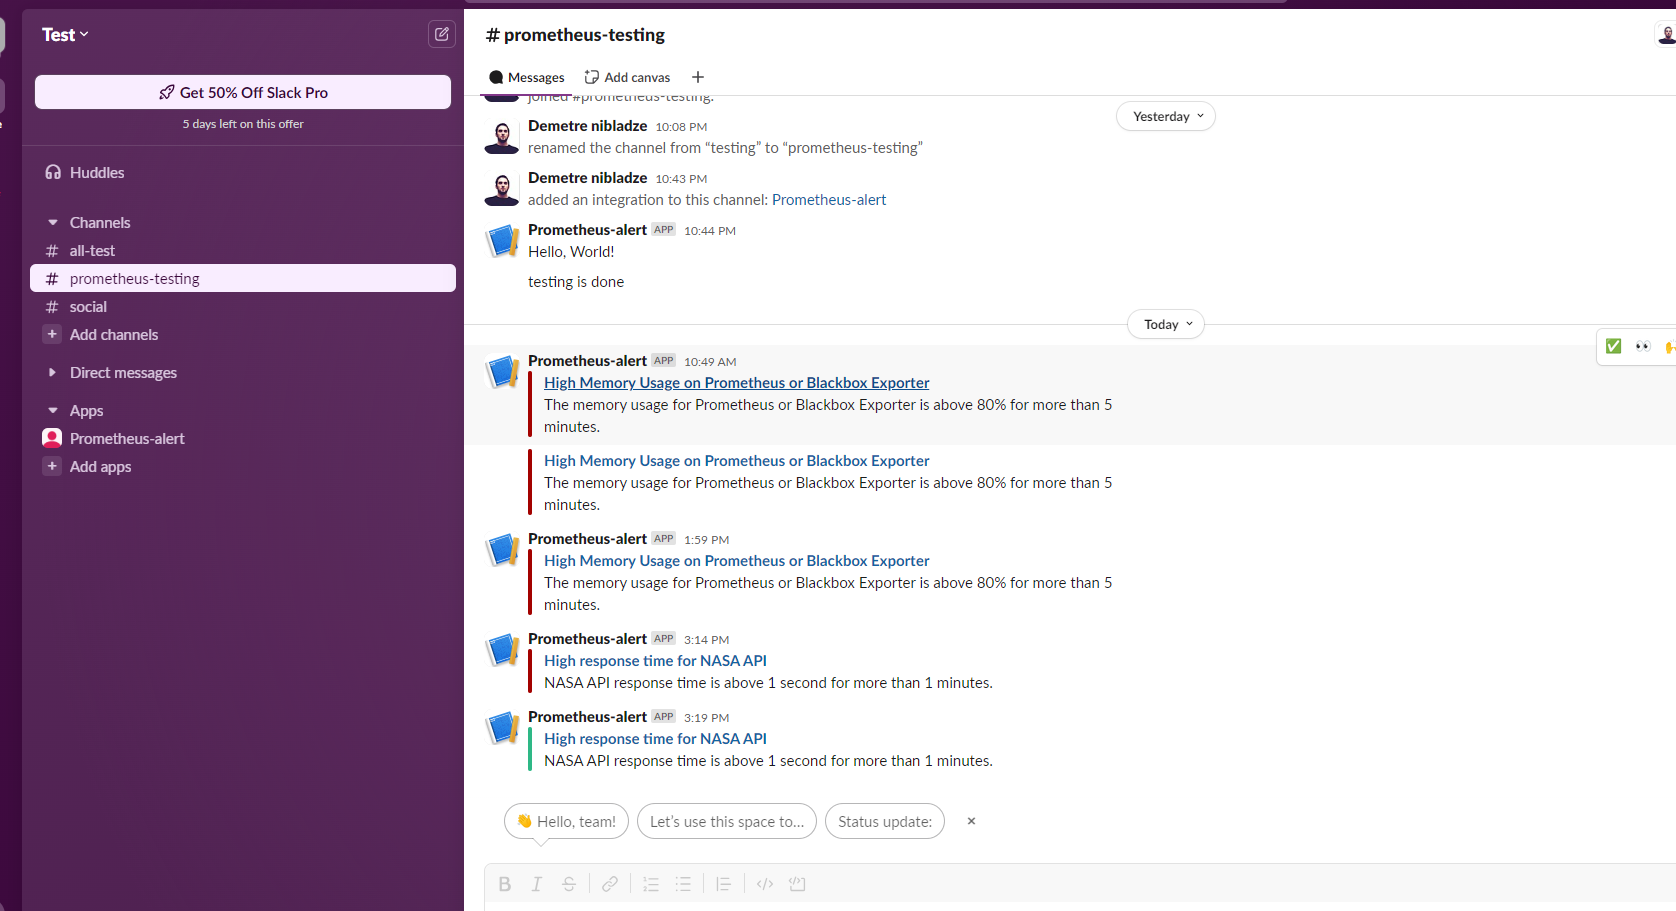 Test
Get 50% Off Slack Pro
5 days left on this offer
Huddles
Channels
# all-test
# prometheus-testing
# social
+ Add channels
Direct messages
Apps
Prometheus-alert
+ Add apps
# prometheus-testing
Messages
Add canvas
+
joined #prometheus-testing.
Yesterday
Demetre nibladze 10:08 PM
renamed the channel from “testing” to “prometheus-testing”
Demetre nibladze 10:43 PM
added an integration to this channel: Prometheus-alert
Prometheus-alert APP 10:44 PM
Hello, World!
testing is done
Today
Prometheus-alert APP 10:49 AM
High Memory Usage on Prometheus or Blackbox Exporter
The memory usage for Prometheus or Blackbox Exporter is above 80% for more than 5
minutes.
High Memory Usage on Prometheus or Blackbox Exporter
The memory usage for Prometheus or Blackbox Exporter is above 80% for more than 5
minutes.
Prometheus-alert APP 1:59 PM
High Memory Usage on Prometheus or Blackbox Exporter
The memory usage for Prometheus or Blackbox Exporter is above 80% for more than 5
minutes.
Prometheus-alert APP 3:14 PM
High response time for NASA API
NASA API response time is above 1 second for more than 1 minutes.
Prometheus-alert APP 3:19 PM
High response time for NASA API
NASA API response time is above 1 second for more than 1 minutes.
👋 Hello, team!
Let’s use this space to...
Status update:
B I S